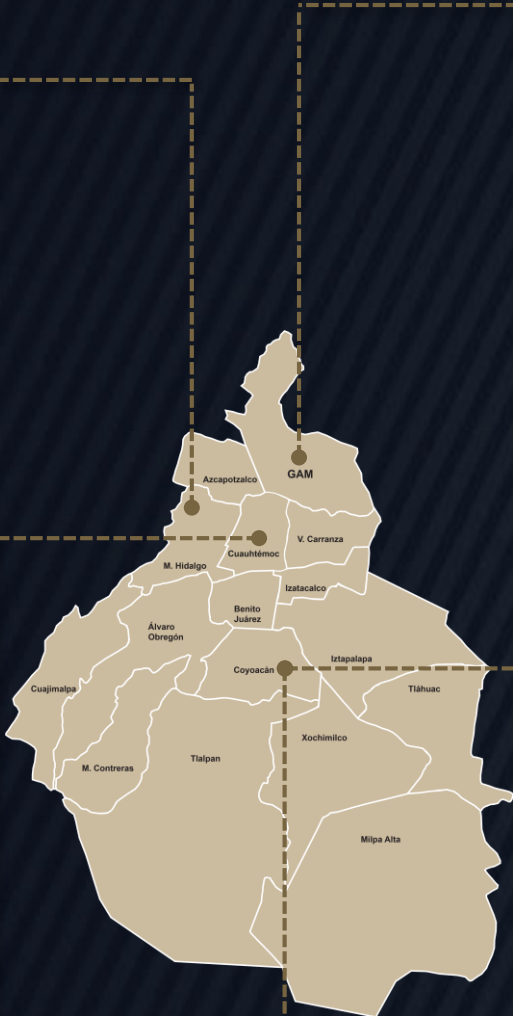 Azcapotzalco
GAM
Cuauhtémoc
V. Carranza
M. Hidalgo
Izatacalco
Benito
Juárez
Álvaro
Obregón
Coyoacán
Iztapalapa
Cuajimalpa
Tláhuac
Xochimilco
M. Contreras
Tlalpan
Milpa Alta